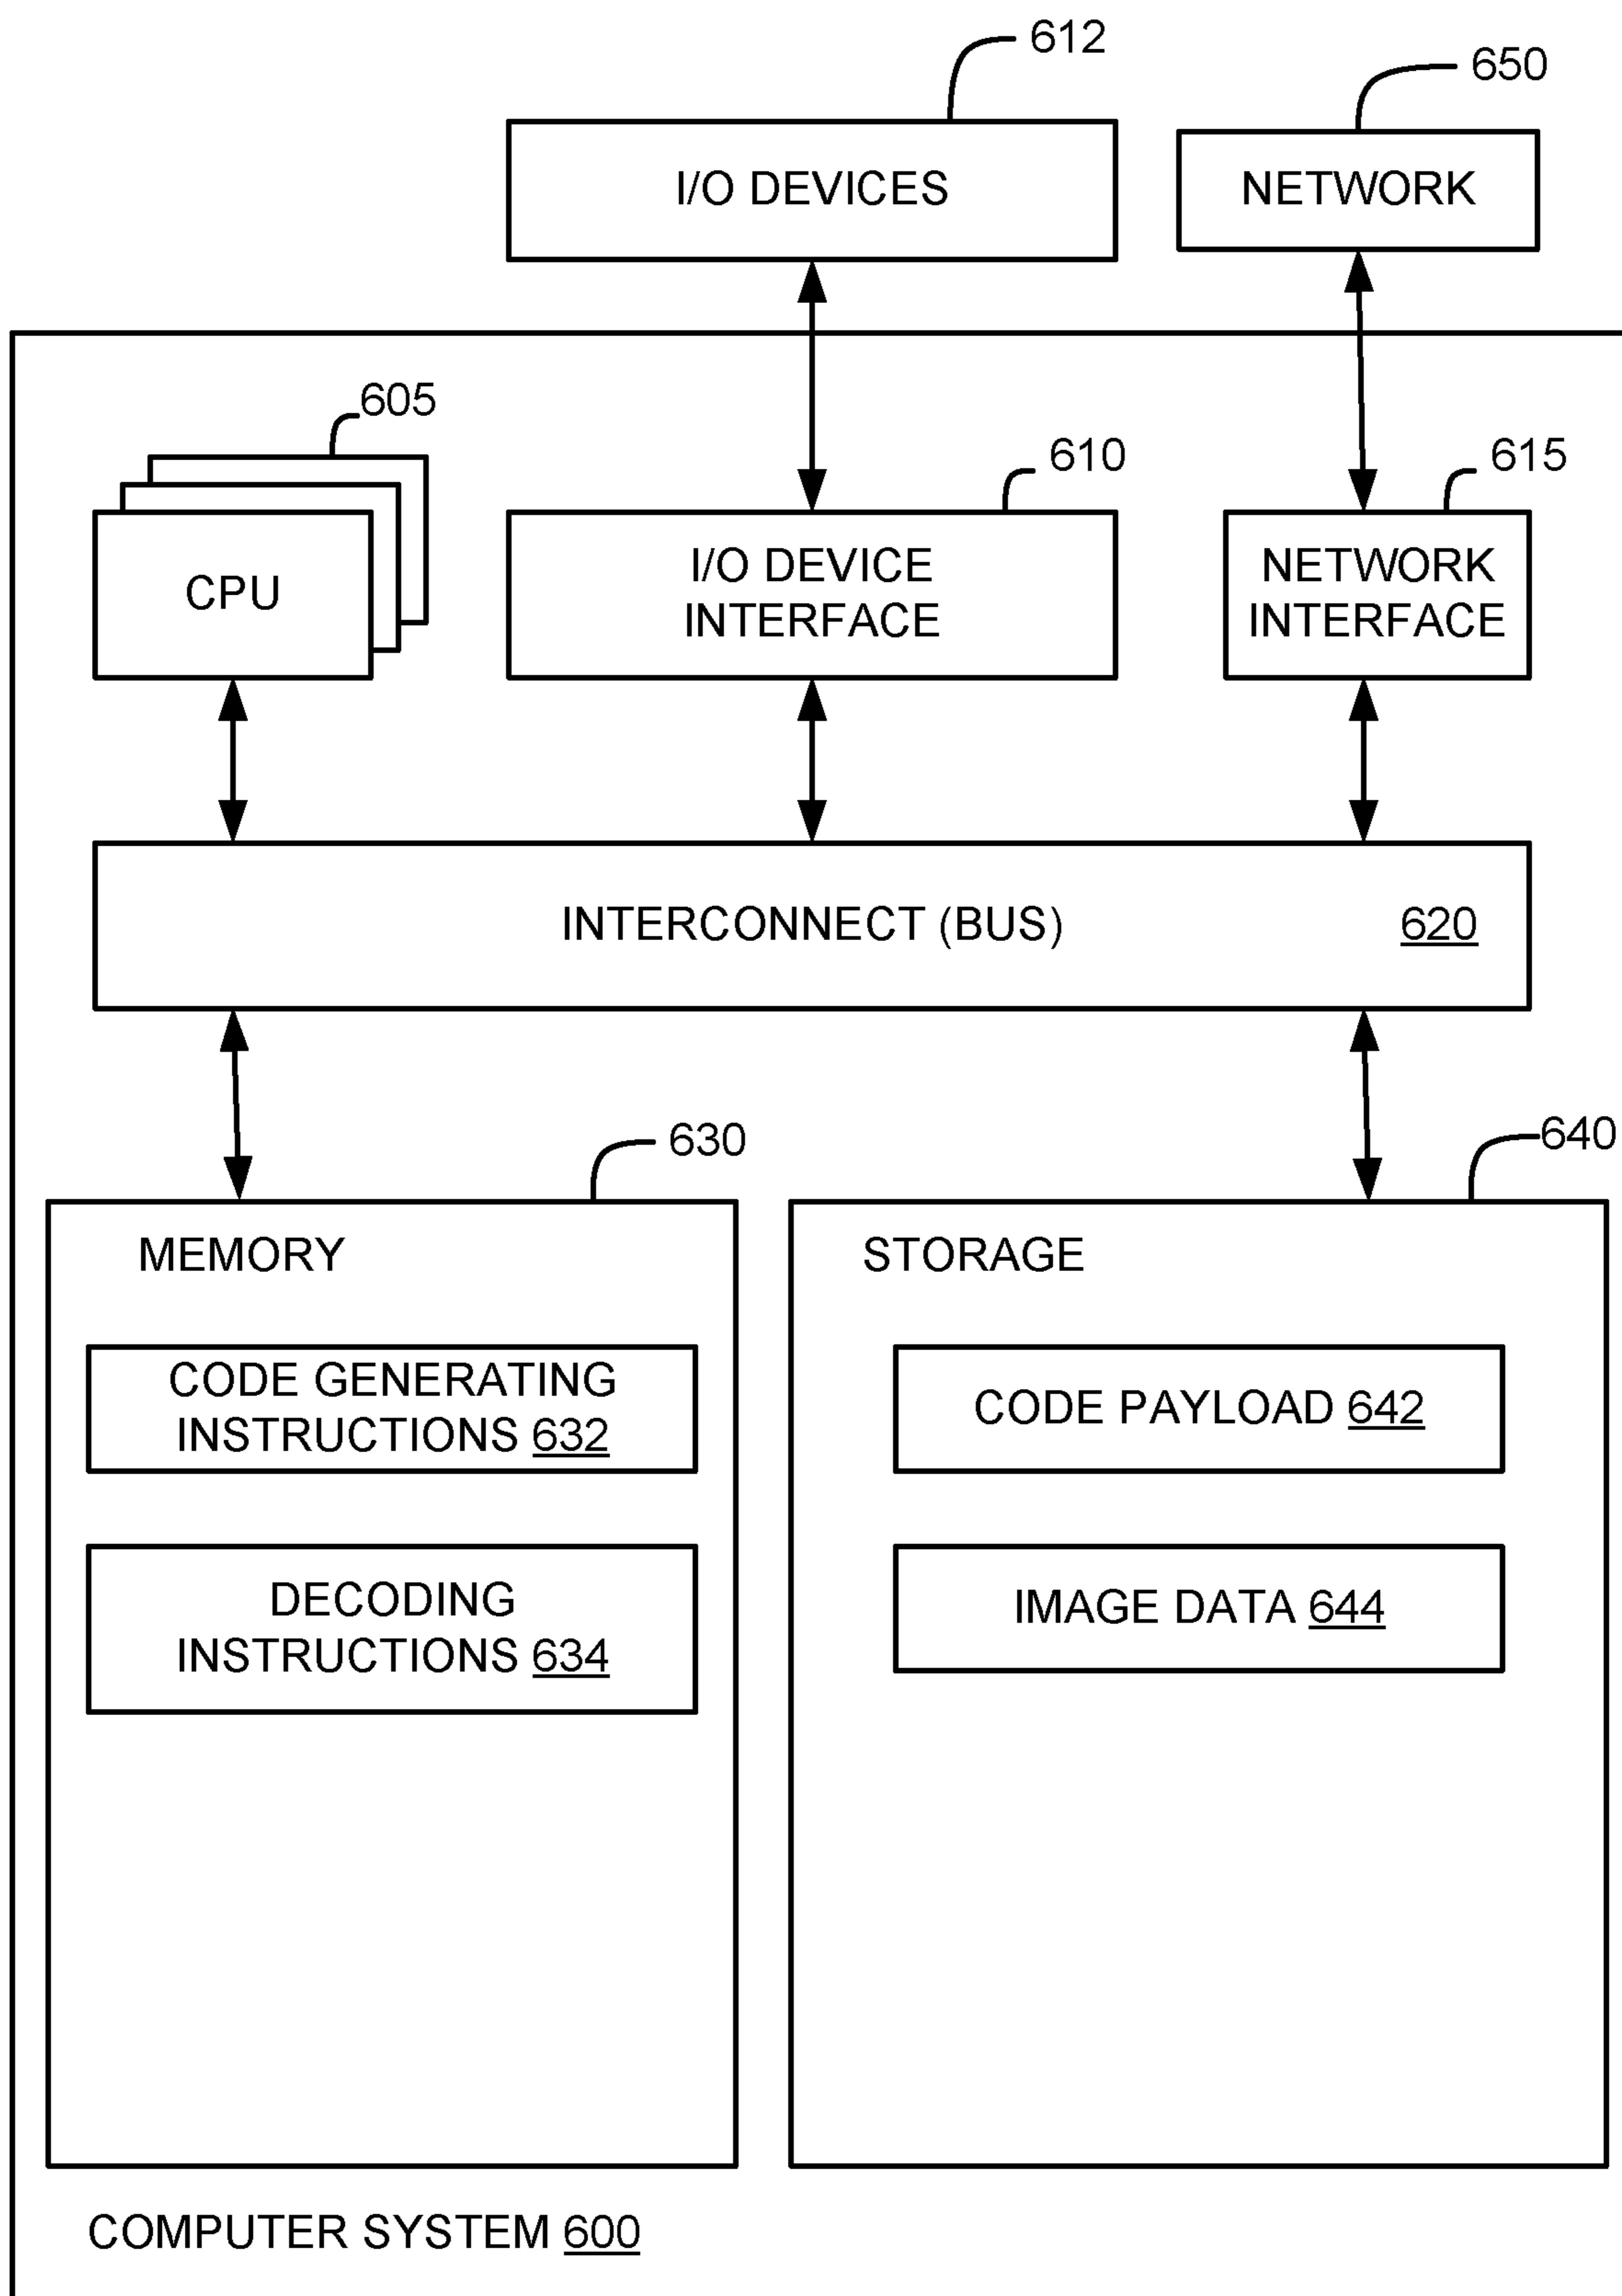 612
650
I/O DEVICES
NETWORK
605
610
615
CPU
I/O DEVICE
INTERFACE
NETWORK
INTERFACE
INTERCONNECT (BUS) 620
630
640
MEMORY
STORAGE
CODE GENERATING
INSTRUCTIONS 632
CODE PAYLOAD 642
DECODING
INSTRUCTIONS 634
IMAGE DATA 644
COMPUTER SYSTEM 600